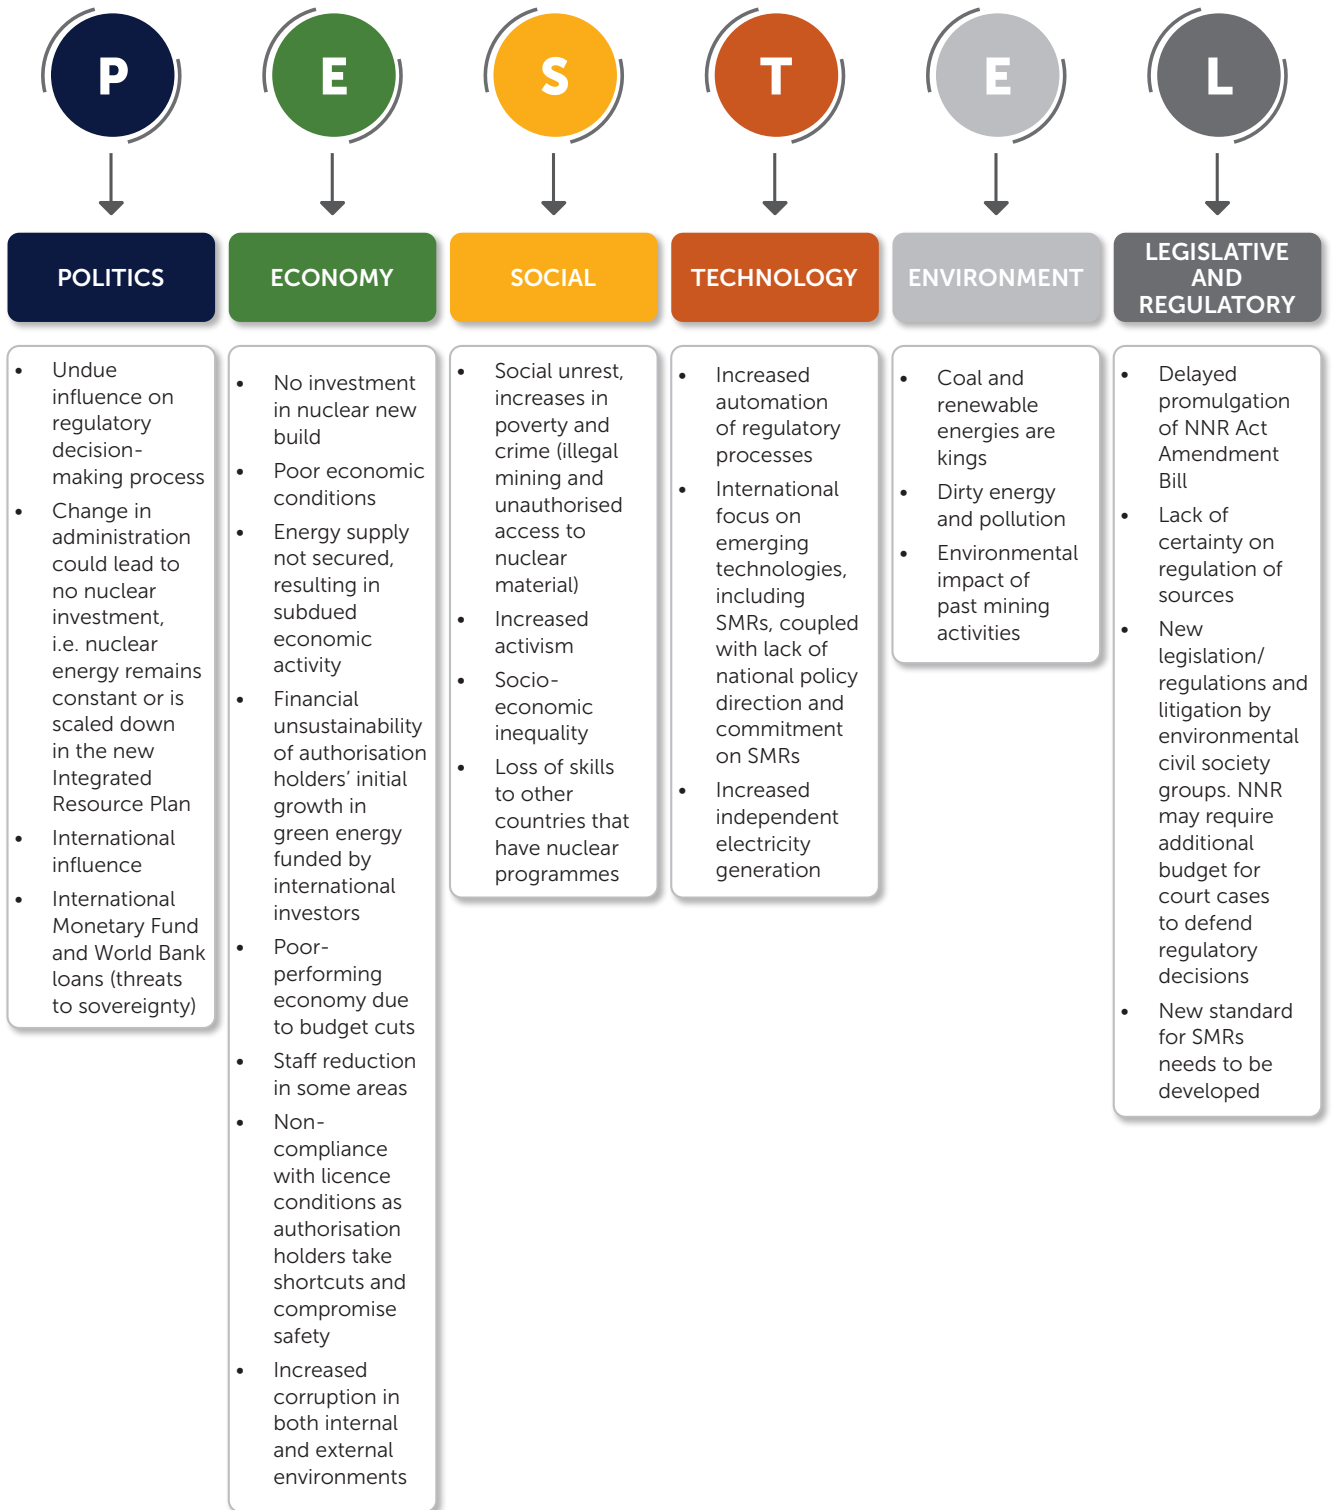 P
E
S
T
E
L
POLITICS
ECONOMY
SOCIAL
TECHNOLOGY
ENVIRONMENT
LEGISLATIVE
AND
REGULATORY
• Undue
influence on
regulatory
decision-
making process
• Change in
administration
could lead to
no nuclear
investment,
i.e. nuclear
energy remains
constant or is
scaled down
in the new
Integrated
Resource Plan
• International
influence
• International
Monetary Fund
and World Bank
loans (threats
to sovereignty)
• No investment
in nuclear new
build
• Poor economic
conditions
• Energy supply
not secured,
resulting in
subdued
economic
activity
• Financial
unsustainability
of authorisation
holders’ initial
growth in
green energy
funded by
international
investors
• Poor-
performing
economy due
to budget cuts
• Staff reduction
in some areas
• Non-
compliance
with licence
conditions as
authorisation
holders take
shortcuts and
compromise
safety
• Increased
corruption in
both internal
and external
environments
• Social unrest,
increases in
poverty and
crime (illegal
mining and
unauthorised
access to
nuclear
material)
• Increased
activism
• Socio-
economic
inequality
• Loss of skills
to other
countries that
have nuclear
programmes
• Increased
automation
of regulatory
processes
• International
focus on
emerging
technologies,
including
SMRs, coupled
with lack of
national policy
direction and
commitment
on SMRs
• Increased
independent
electricity
generation
• Coal and
renewable
energies are
kings
• Dirty energy
and pollution
• Environmental
impact of
past mining
activities
• Delayed
promulgation
of NNR Act
Amendment
Bill
• Lack of
certainty on
regulation of
sources
• New
legislation/
regulations and
litigation by
environmental
civil society
groups. NNR
may require
additional
budget for
court cases
to defend
regulatory
decisions
• New standard
for SMRs
needs to be
developed